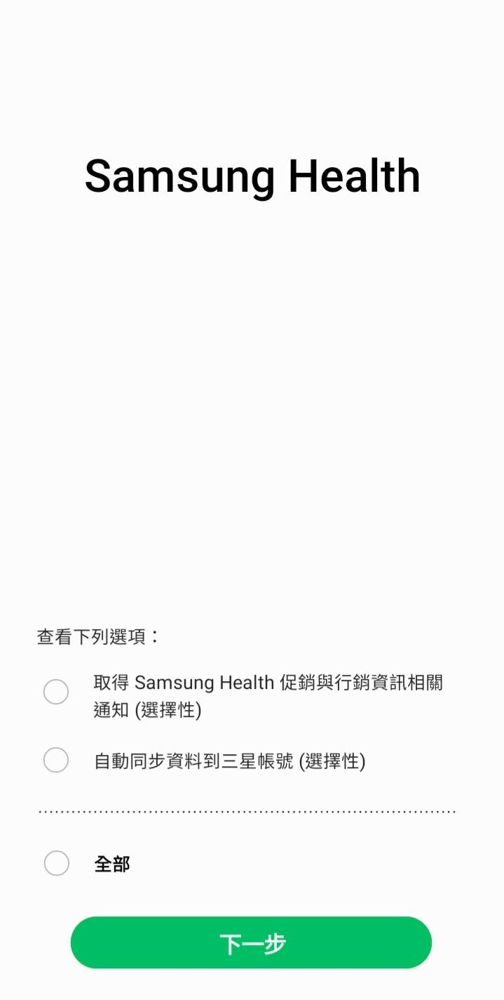 Samsung Health
查看下列選項：
取得 Samsung Health 促銷與行銷資訊相關
通知 (選擇性)
自動同步資料到三星帳號 (選擇性)
全部
下一步